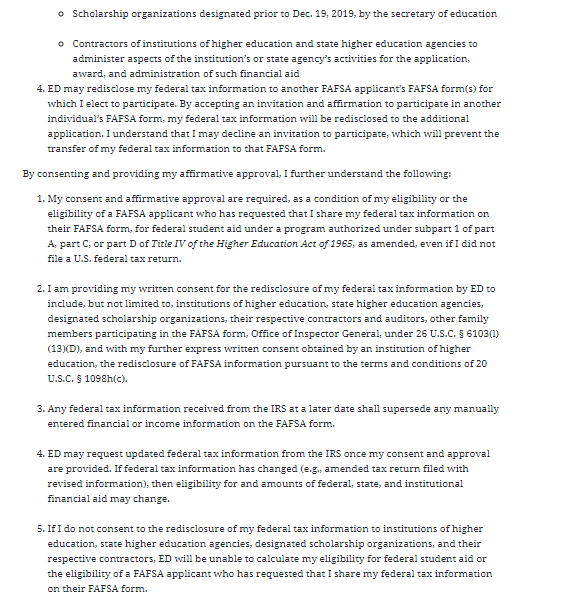 o Scholarship organizations designated prior to Dec. 19, 2019, by the secretary of education
o Contractors of institutions of higher education and state higher education agencies to
administer aspects of the institution's or state agency's activities for the application,
award, and administration of such financial aid
4. ED may redisclose my federal tax information to another FAFSA applicant's FAFSA form(s) for
which I elect to participate. By accepting an invitation and affirmation to participate in another
individual's FAFSA form, my federal tax information will be redisclosed to the additional
application. I understand that I may decline an invitation to participate, which will prevent the
transfer of my federal tax information to that FAFSA form.
By consenting and providing my affirmative approval, I further understand the following:
1. My consent and affirmative approval are required, as a condition of my eligibility or the
eligibility of a FAFSA applicant who has requested that I share my federal tax information on
their FAFSA form, for federal student aid under a program authorized under subpart 1 of part
A, part C, or part D of Title IV of the Higher Education Act of 1965, as amended, even if I did not
file a U.S. federal tax return.
2. I am providing my written consent for the redisclosure of my federal tax information by ED to
include, but not limited to, institutions of higher education, state higher education agencies,
designated scholarship organizations, their respective contractors and auditors, other family
members participating in the FAFSA form, Office of Inspector General, under 26 U.S.C. § 6103(l)
(13)(D), and with my further express written consent obtained by an institution of higher
education, the redisclosure of FAFSA information pursuant to the terms and conditions of 20
U.S.C. § 1098h(c).
3. Any federal tax information received from the IRS at a later date shall supersede any manually
entered financial or income information on the FAFSA form.
4. ED may request updated federal tax information from the IRS once my consent and approval
are provided. If federal tax information has changed (e.g., amended tax return filed with
revised information), then eligibility for and amounts of federal, state, and institutional
financial aid may change.
5. If I do not consent to the redisclosure of my federal tax information to institutions of higher
education, state higher education agencies, designated scholarship organizations, and their
respective contractors, ED will be unable to calculate my eligibility for federal student aid or
the eligibility of a FAFSA applicant who has requested that I share my federal tax information
on their FAFSA form.